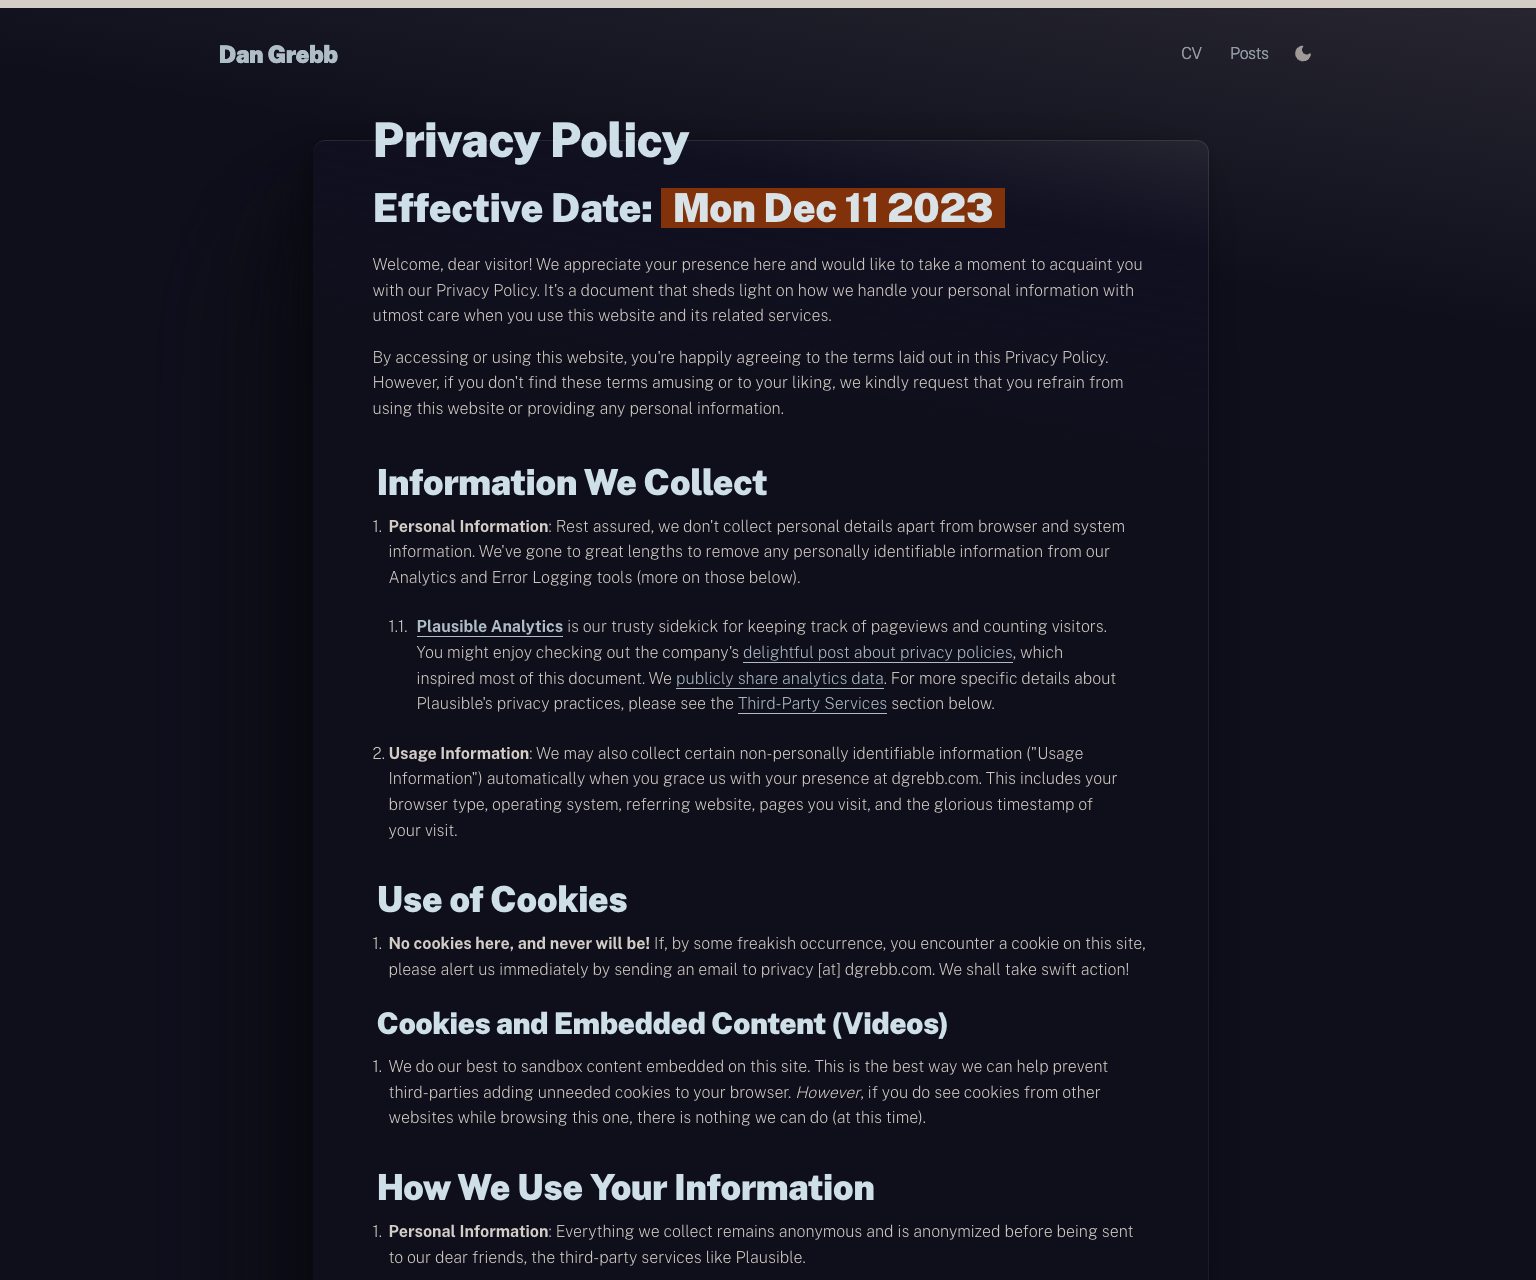 Dan Grebb
CV
Posts
Privacy Policy
Effective Date: Mon Dec 11 2023
Welcome, dear visitor! We appreciate your presence here and would like to take a moment to acquaint you
with our Privacy Policy. It's a document that sheds light on how we handle your personal information with
utmost care when you use this website and its related services.
By accessing or using this website, you're happily agreeing to the terms laid out in this Privacy Policy.
However, if you don't find these terms amusing or to your liking, we kindly request that you refrain from
using this website or providing any personal information.
Information We Collect
1. Personal Information: Rest assured, we don't collect personal details apart from browser and system
information. We've gone to great lengths to remove any personally identifiable information from our
Analytics and Error Logging tools (more on those below).
1.1. Plausible Analytics is our trusty sidekick for keeping track of pageviews and counting visitors.
You might enjoy checking out the company's delightful post about privacy policies, which
inspired most of this document. We publicly share analytics data. For more specific details about
Plausible's privacy practices, please see the Third-Party Services section below.
2. Usage Information: We may also collect certain non-personally identifiable information ("Usage
Information") automatically when you grace us with your presence at dgrebb.com. This includes your
browser type, operating system, referring website, pages you visit, and the glorious timestamp of
your visit.
Use of Cookies
1. No cookies here, and never will be! If, by some freakish occurrence, you encounter a cookie on this site,
please alert us immediately by sending an email to privacy [at] dgrebb.com. We shall take swift action!
Cookies and Embedded Content (Videos)
1. We do our best to sandbox content embedded on this site. This is the best way we can help prevent
third-parties adding unneeded cookies to your browser. However, if you do see cookies from other
websites while browsing this one, there is nothing we can do (at this time).
How We Use Your Information
1. Personal Information: Everything we collect remains anonymous and is anonymized before being sent
to our dear friends, the third-party services like Plausible.